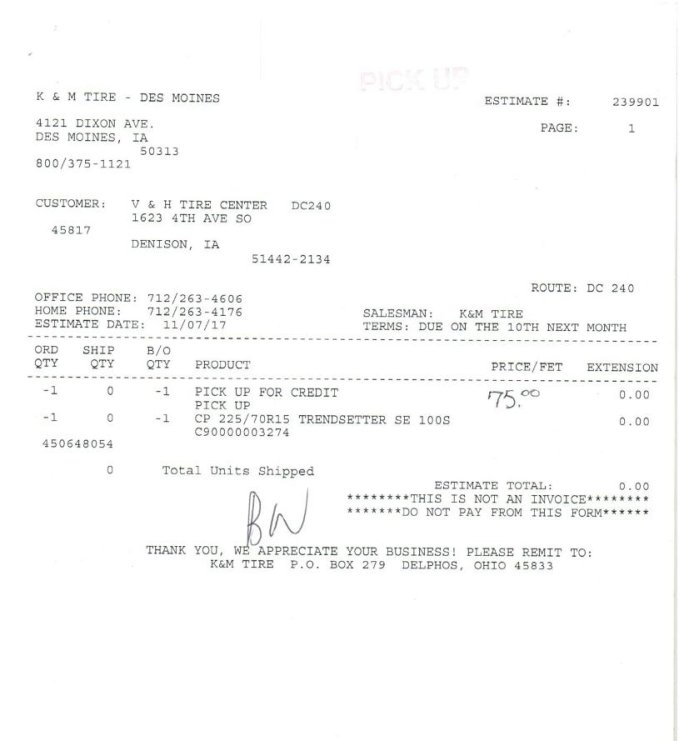 PICK UP
K & M TIRE - DES MOINES
ESTIMATE #: 239901
4121 DIXON AVE.
PAGE: 1
DES MOINES, IA
50313
800/375-1121
CUSTOMER: V & H TIRE CENTER DC240
1623 4TH AVE SO
45817
DENISON, IA
51442-2134
ROUTE: DC 240
OFFICE PHONE: 712/263-4606
HOME PHONE: 712/263-4176 SALESMAN: K&M TIRE
ESTIMATE DATE: 11/07/17 TERMS: DUE ON THE 10TH NEXT MONTH
ORD SHIP B/O
QTY QTY QTY PRODUCT PRICE/FET EXTENSION
-1 0 -1 PICK UP FOR CREDIT 75.00 0.00
PICK UP
-1 0 -1 CP 225/70R15 TRENDSETTER SE 100S 0.00
C90000003274
450648054
0 Total Units Shipped
ESTIMATE TOTAL: 0.00
********THIS IS NOT AN INVOICE********
*******DO NOT PAY FROM THIS FORM******
BW
THANK YOU, WE APPRECIATE YOUR BUSINESS! PLEASE REMIT TO:
K&M TIRE P.O. BOX 279 DELPHOS, OHIO 45833